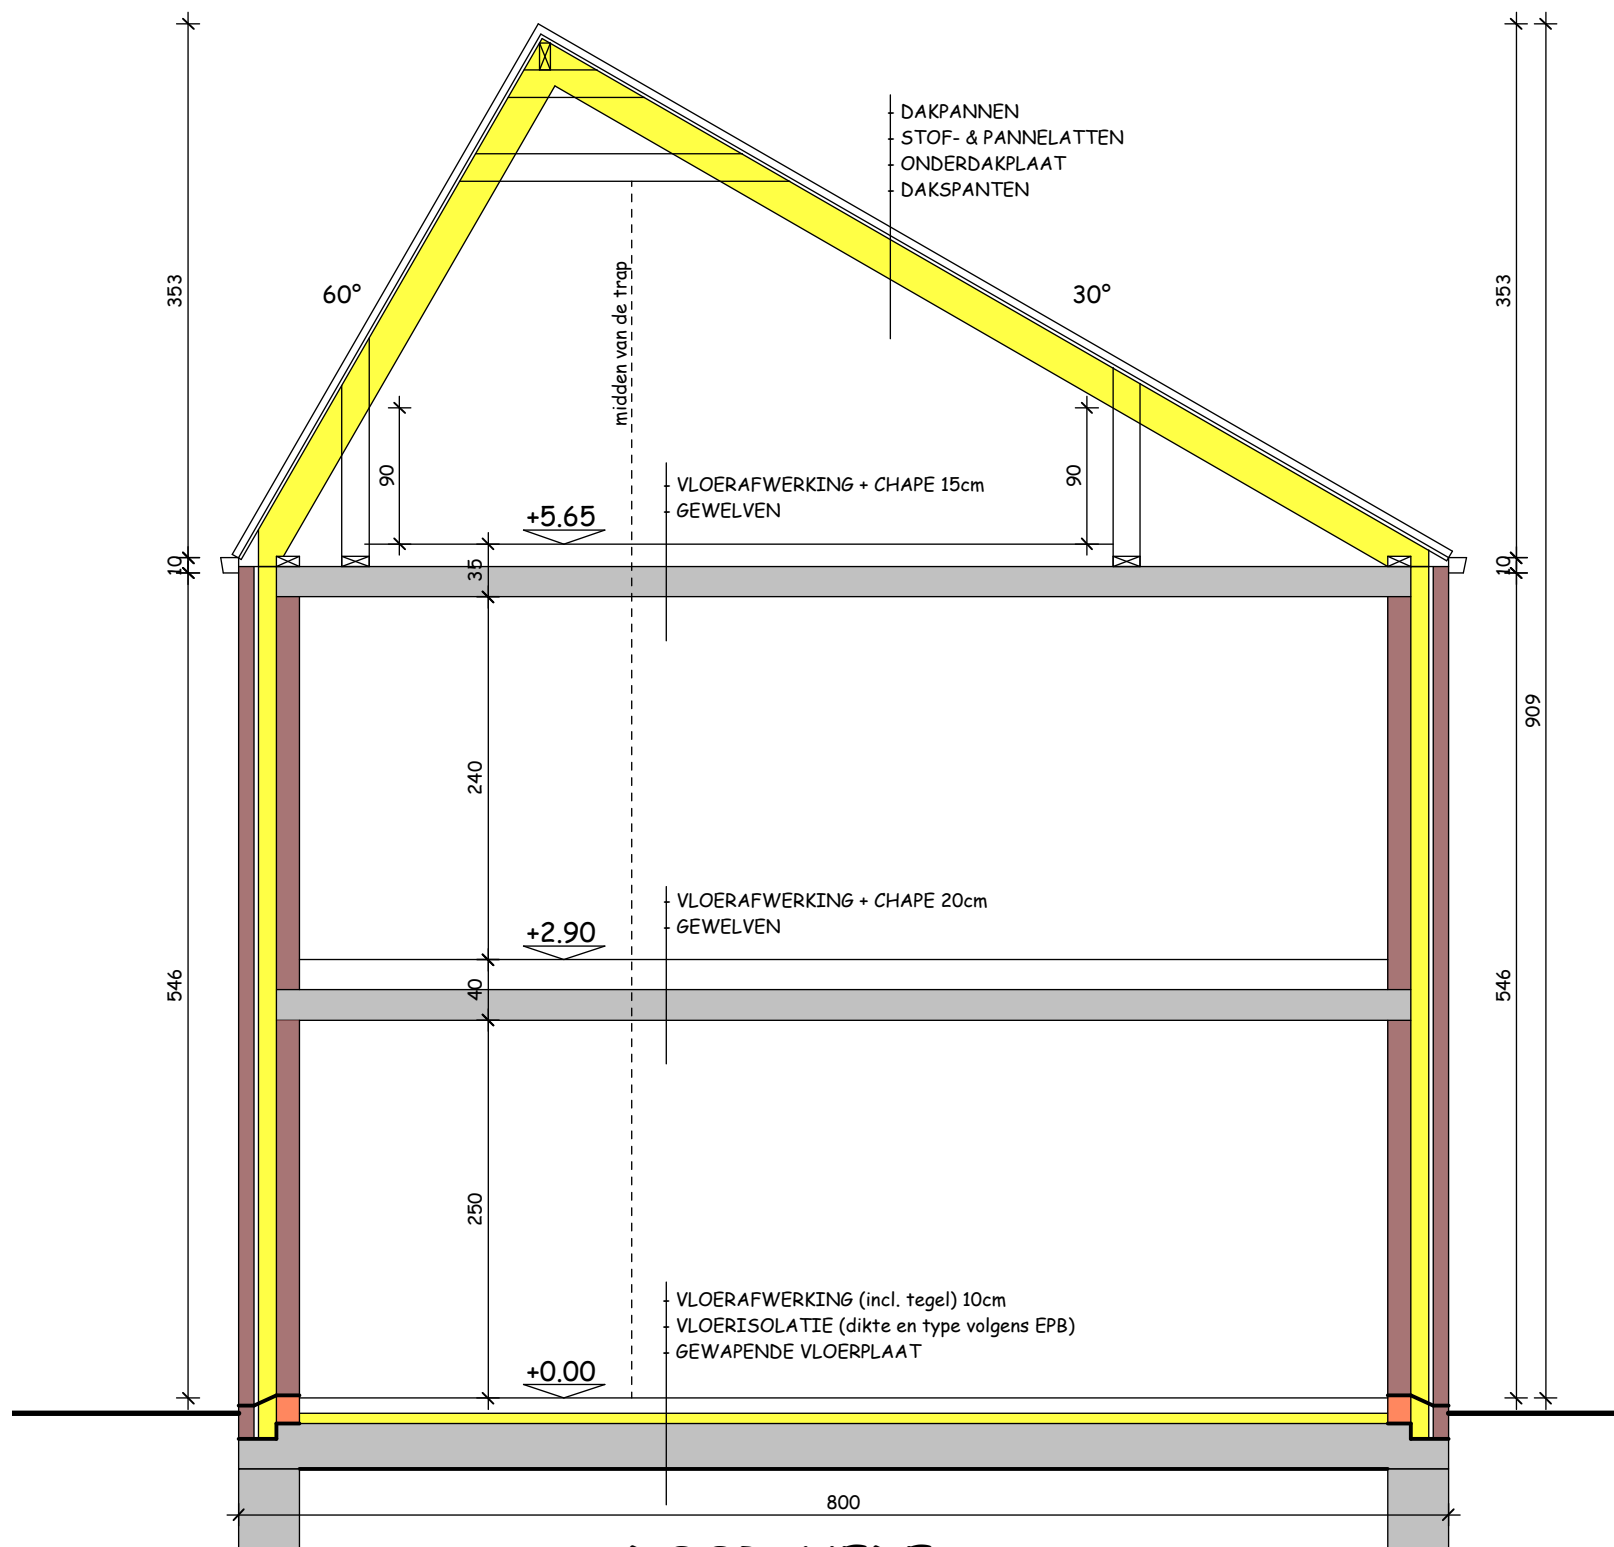 DAKPANNEN
STOF- & PANNELATTEN
ONDERDAKPLAAT
DAKSPANTEN
353
60°
midden van de trap
30°
353
90
90
VLOERAFWERKING + CHAPE 15cm
GEWELVEN
+5.65
10
35
10
909
240
VLOERAFWERKING + CHAPE 20cm
GEWELVEN
+2.90
546
40
546
250
VLOERAFWERKING (incl. tegel) 10cm
VLOERISOLATIE (dikte en type volgens EPB)
GEWAPENDE VLOERPLAAT
+0.00
800